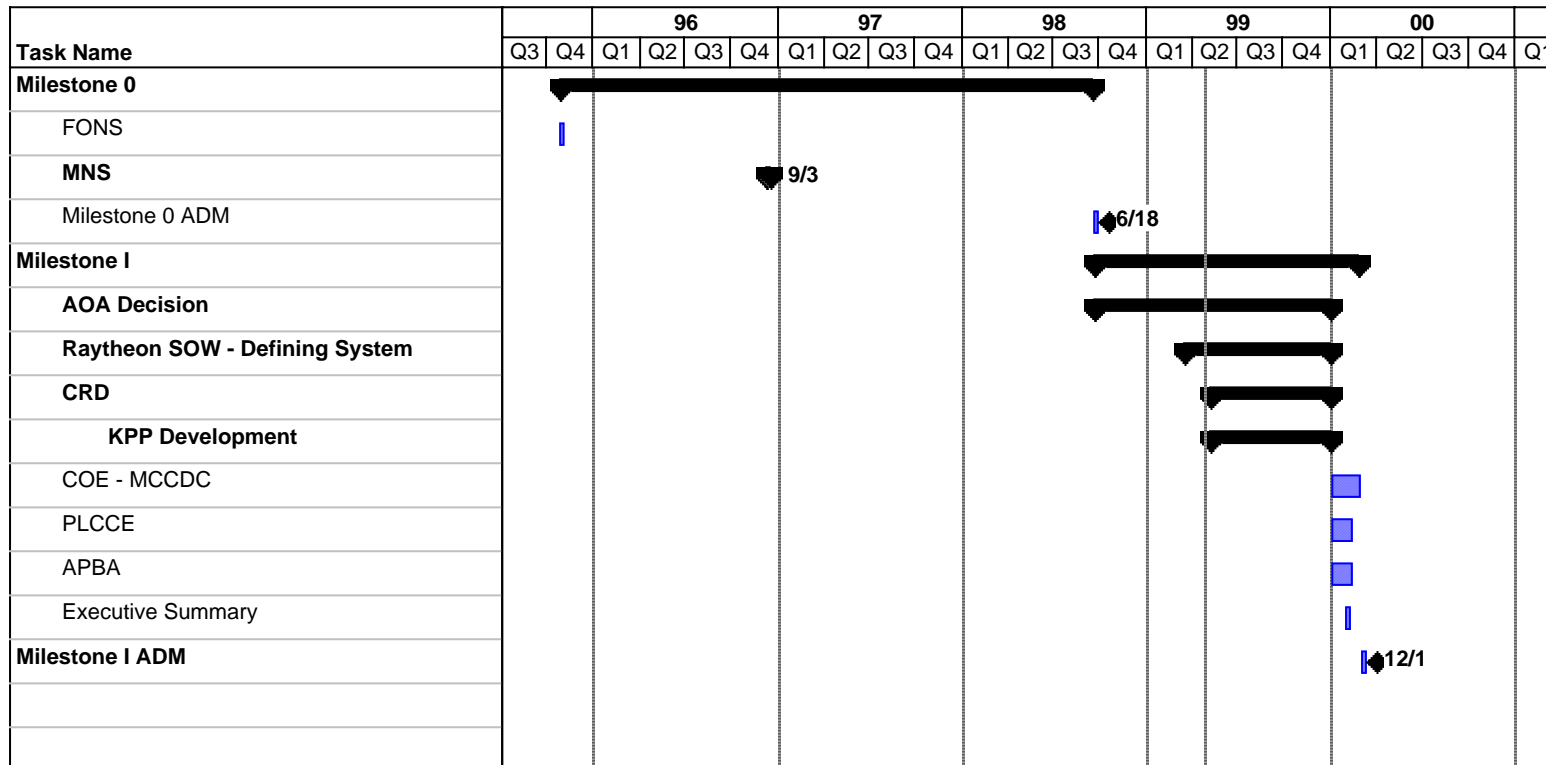 96 97 98 99 00
Task Name Q3 Q4 Q1 Q2 Q3 Q4 Q1 Q2 Q3 Q4 Q1 Q2 Q3 Q4 Q1 Q2 Q3 Q4 Q1 Q2 Q3 Q4 Q1
Milestone 0
FONS
MNS 9/3
Milestone 0 ADM 6/18
Milestone I
AOA Decision
Raytheon SOW - Defining System
CRD
KPP Development
COE - MCCDC
PLCCE
APBA
Executive Summary
Milestone I ADM 12/1